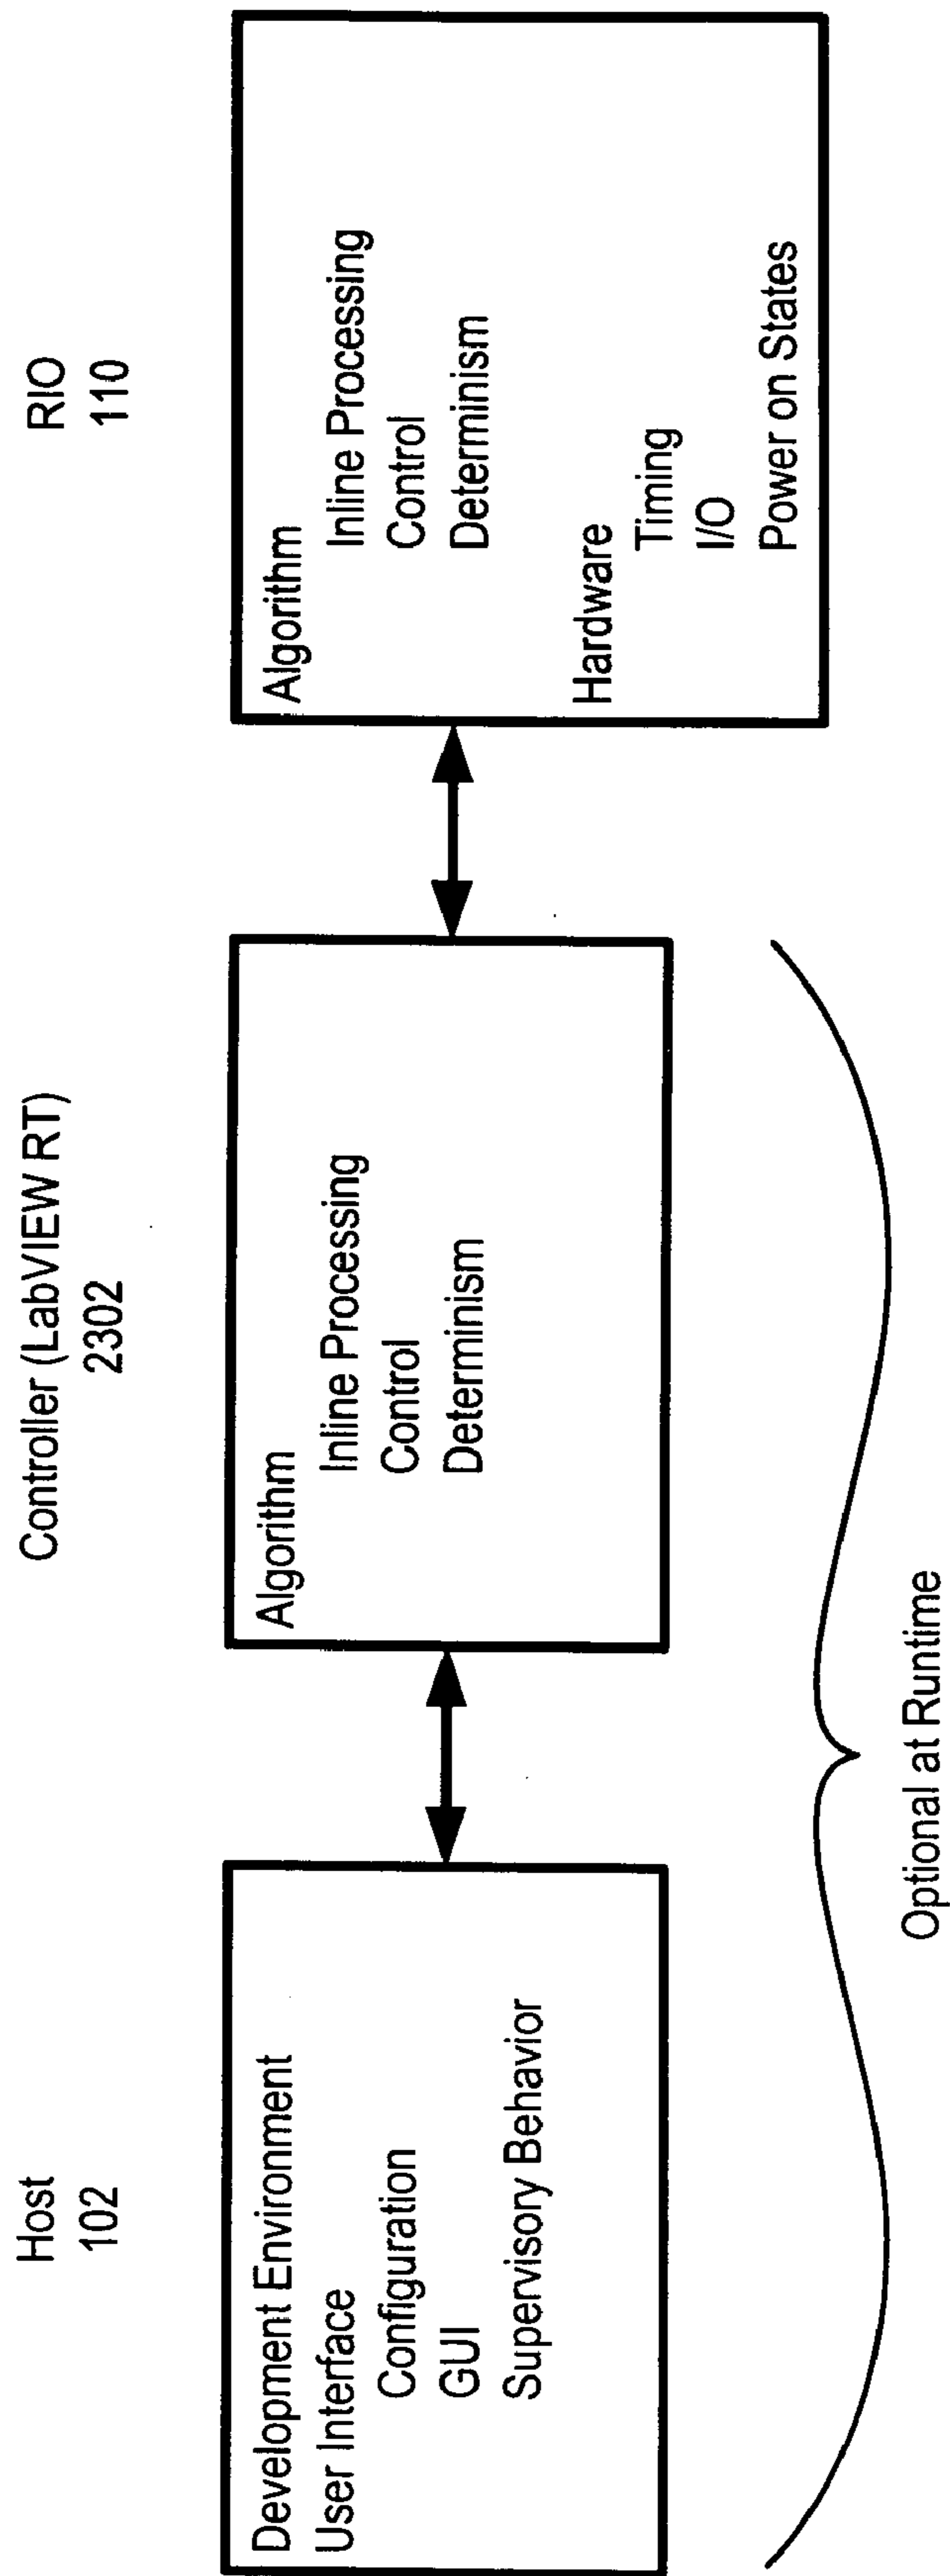 Host
102
Development Environment
User Interface
Configuration
GUI
Supervisory Behavior
Controller (LabVIEW RT)
2302
Algorithm
Inline Processing
Control
Determinism
RIO
110
Algorithm
Inline Processing
Control
Determinism
Hardware
Timing
I/O
Power on States
Optional at Runtime